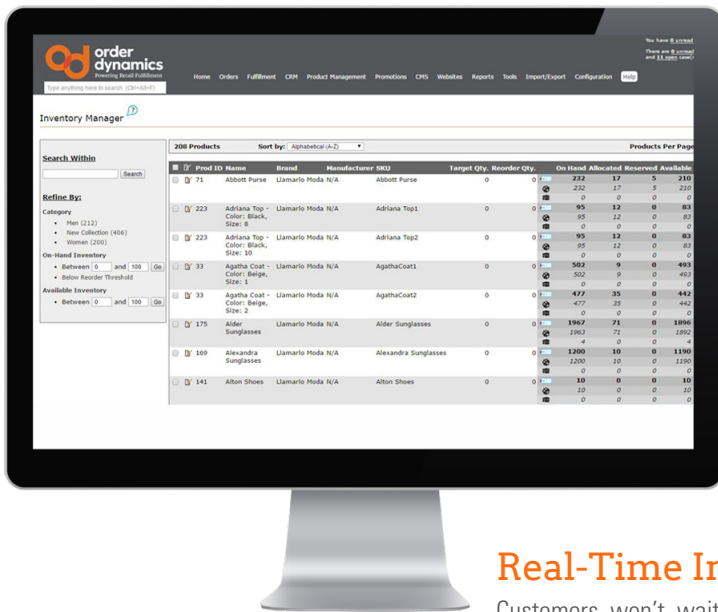 You have 0 unread
There are 0 unread
and 11 open case(s
order
dynamics
Powering Retail Fulfillment
Type anything here to search. (Ctrl+Alt+F)
Home Orders Fulfillment CRM Product Management Promotions CMS Websites Reports Tools Import/Export Configuration Help
Inventory Manager ?
Search Within
Search
Refine By:
Category
Men (212)
New Collection (406)
Women (200)
On-Hand Inventory
Between 0 and 100 Go
Below Reorder Threshold
Available Inventory
Between 0 and 100 Go
208 Products Sort by: Alphabetical (A-Z) Products Per Page
Prod ID Name Brand Manufacturer SKU Target Qty. Reorder Qty. On Hand Allocated Reserved Available
71 Abbott Purse Llamario Moda N/A Abbott Purse 0 0 232 17 5 210
232 17 5 210
0 0 0 0
223 Adriana Top - Llamario Moda N/A Adriana Top1 0 0 95 12 0 83
Color: Black, 95 12 0 83
Size: 8 0 0 0 0
223 Adriana Top - Llamario Moda N/A Adriana Top2 0 0 95 12 0 83
Color: Black, 95 12 0 83
Size: 10 0 0 0 0
33 Agatha Coat - Llamario Moda N/A AgathaCoat1 0 0 502 9 0 493
Color: Beige, 502 9 0 493
Size: 1 0 0 0 0
33 Agatha Coat - Llamario Moda N/A AgathaCoat2 0 0 477 35 0 442
Color: Beige, 477 35 0 442
Size: 2 0 0 0 0
175 Alder Llamario Moda N/A Alder Sunglasses 0 0 1967 71 0 1896
Sunglasses 1963 71 0 1892
4 0 0 4
169 Alexandra Llamario Moda N/A Alexandra Sunglasses 0 0 1200 10 0 1190
Sunglasses 1200 10 0 1190
0 0 0 0
141 Alton Shoes Llamario Moda N/A Alton Shoes 0 0 10 0 0 10
10 0 0 10
0 0 0 0
Real-Time In
Customers won't wait